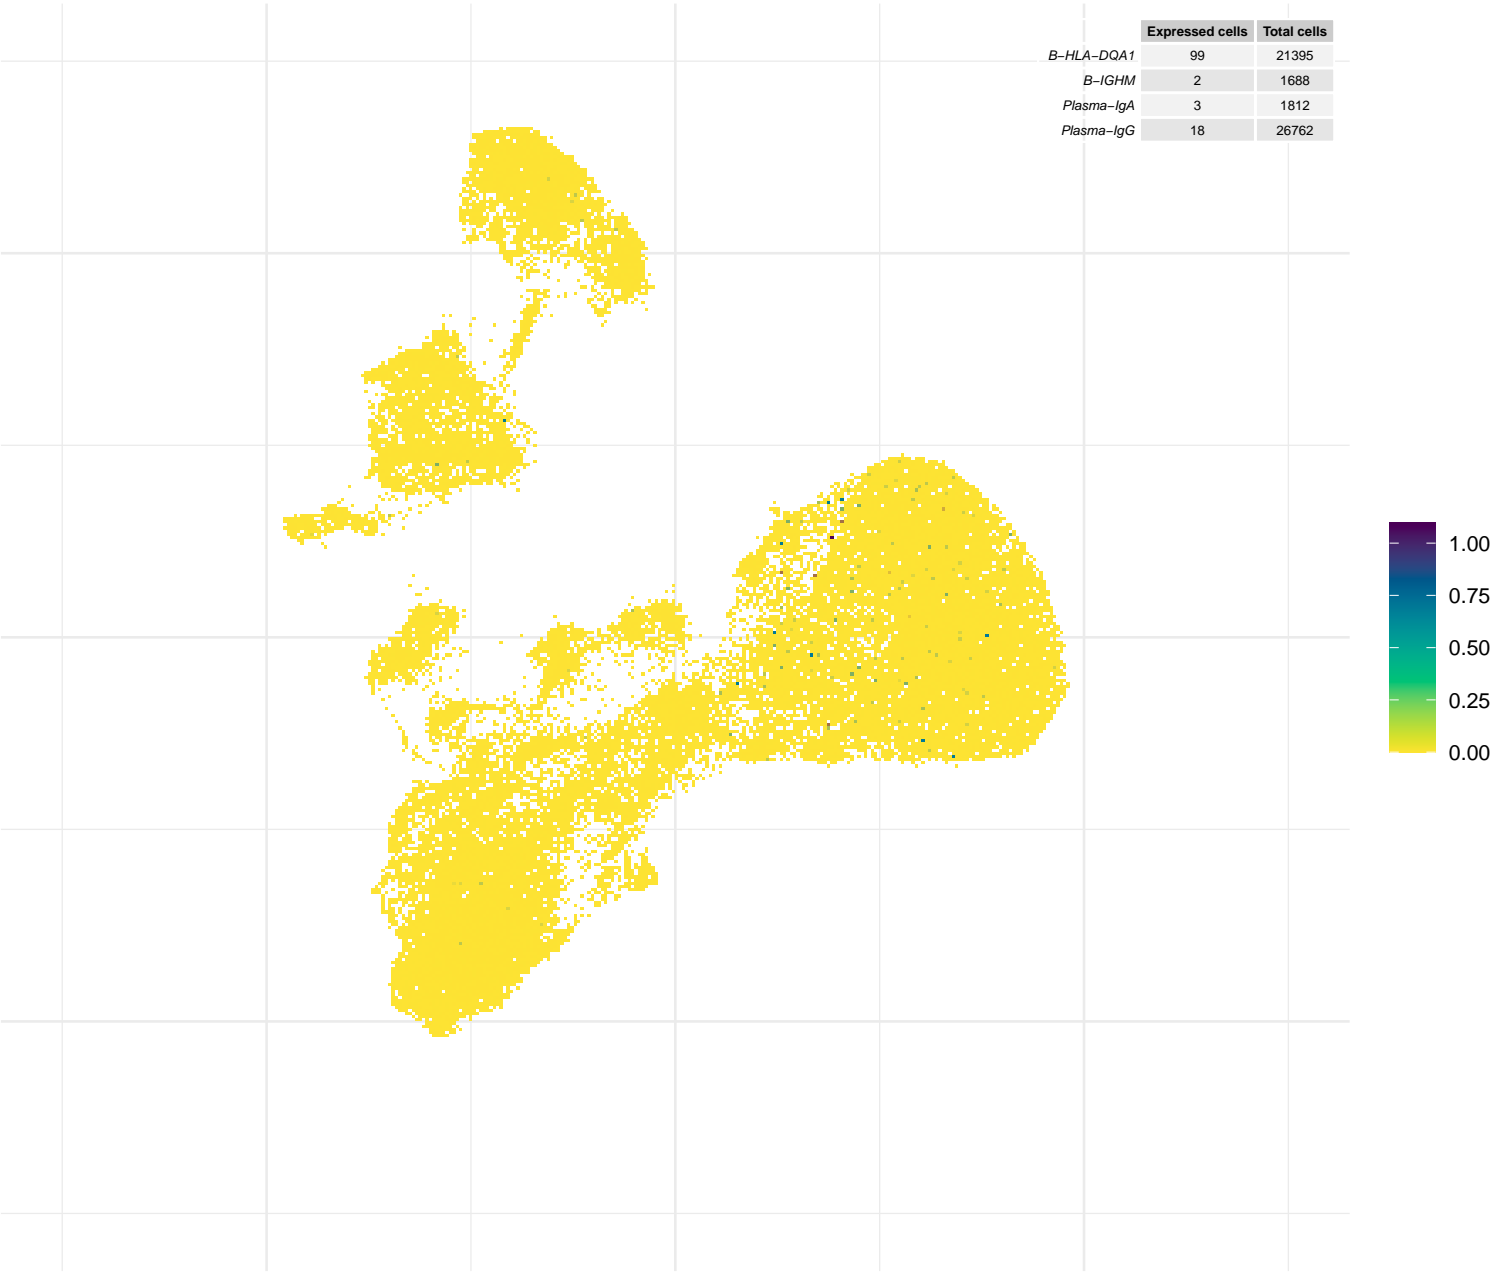 Expressed cells Total cells
B−HLA−DQA1 99 21395
B−IGHM 2 1688
Plasma−IgA 3 1812
Plasma−IgG 18 26762
1.00
0.75
0.50
0.25
0.00